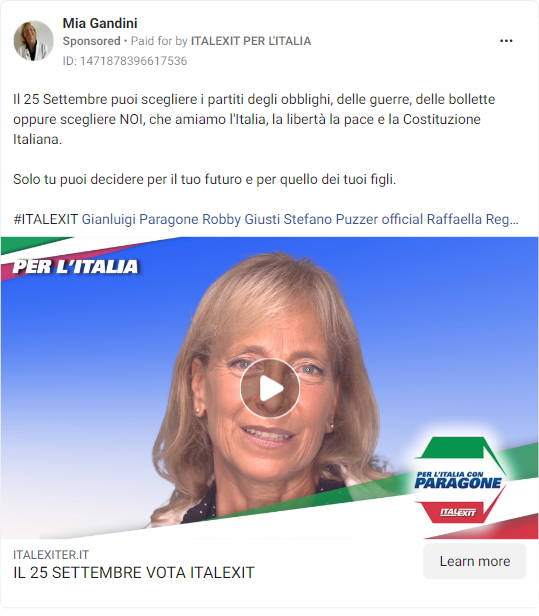 Mia Gandini
Sponsored • Paid for by ITALEXIT PER L'ITALIA
ID: 1471878396617536
Il 25 Settembre puoi scegliere i partiti degli obblighi, delle guerre, delle bollette
oppure scegliere NOI, che amiamo l'Italia, la libertà la pace e la Costituzione
Italiana.
Solo tu puoi decidere per il tuo futuro e per quello dei tuoi figli.
#ITALEXIT Gianluigi Paragone Robby Giusti Stefano Puzzer official Raffaella Reg...
PER L'ITALIA
PER L'ITALIA CON
PARAGONE
ITALEXIT
ITALEXITER.IT
IL 25 SETTEMBRE VOTA ITALEXIT
Learn more